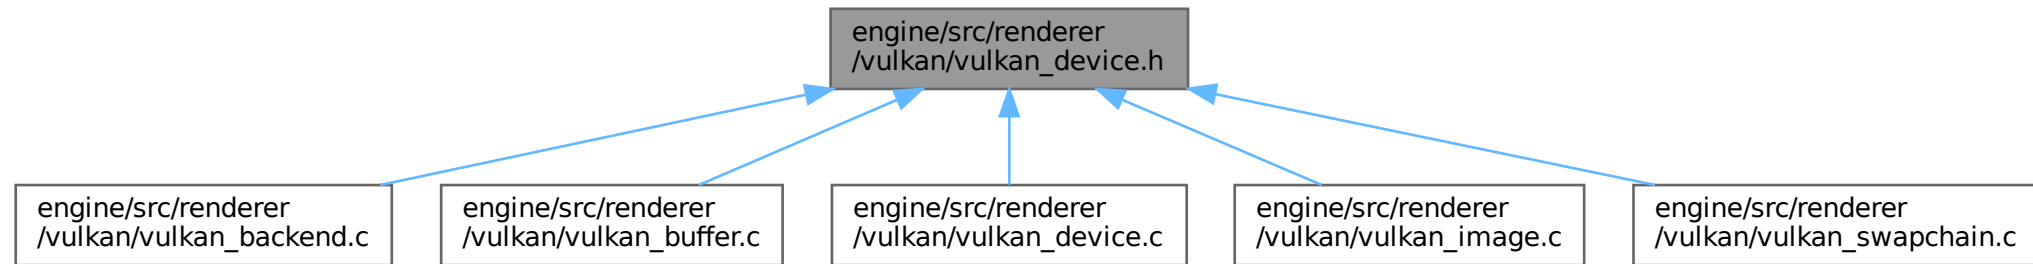 engine/src/renderer
/vulkan/vulkan_device.h
engine/src/renderer
/vulkan/vulkan_backend.c
engine/src/renderer
/vulkan/vulkan_buffer.c
engine/src/renderer
/vulkan/vulkan_device.c
engine/src/renderer
/vulkan/vulkan_image.c
engine/src/renderer
/vulkan/vulkan_swapchain.c